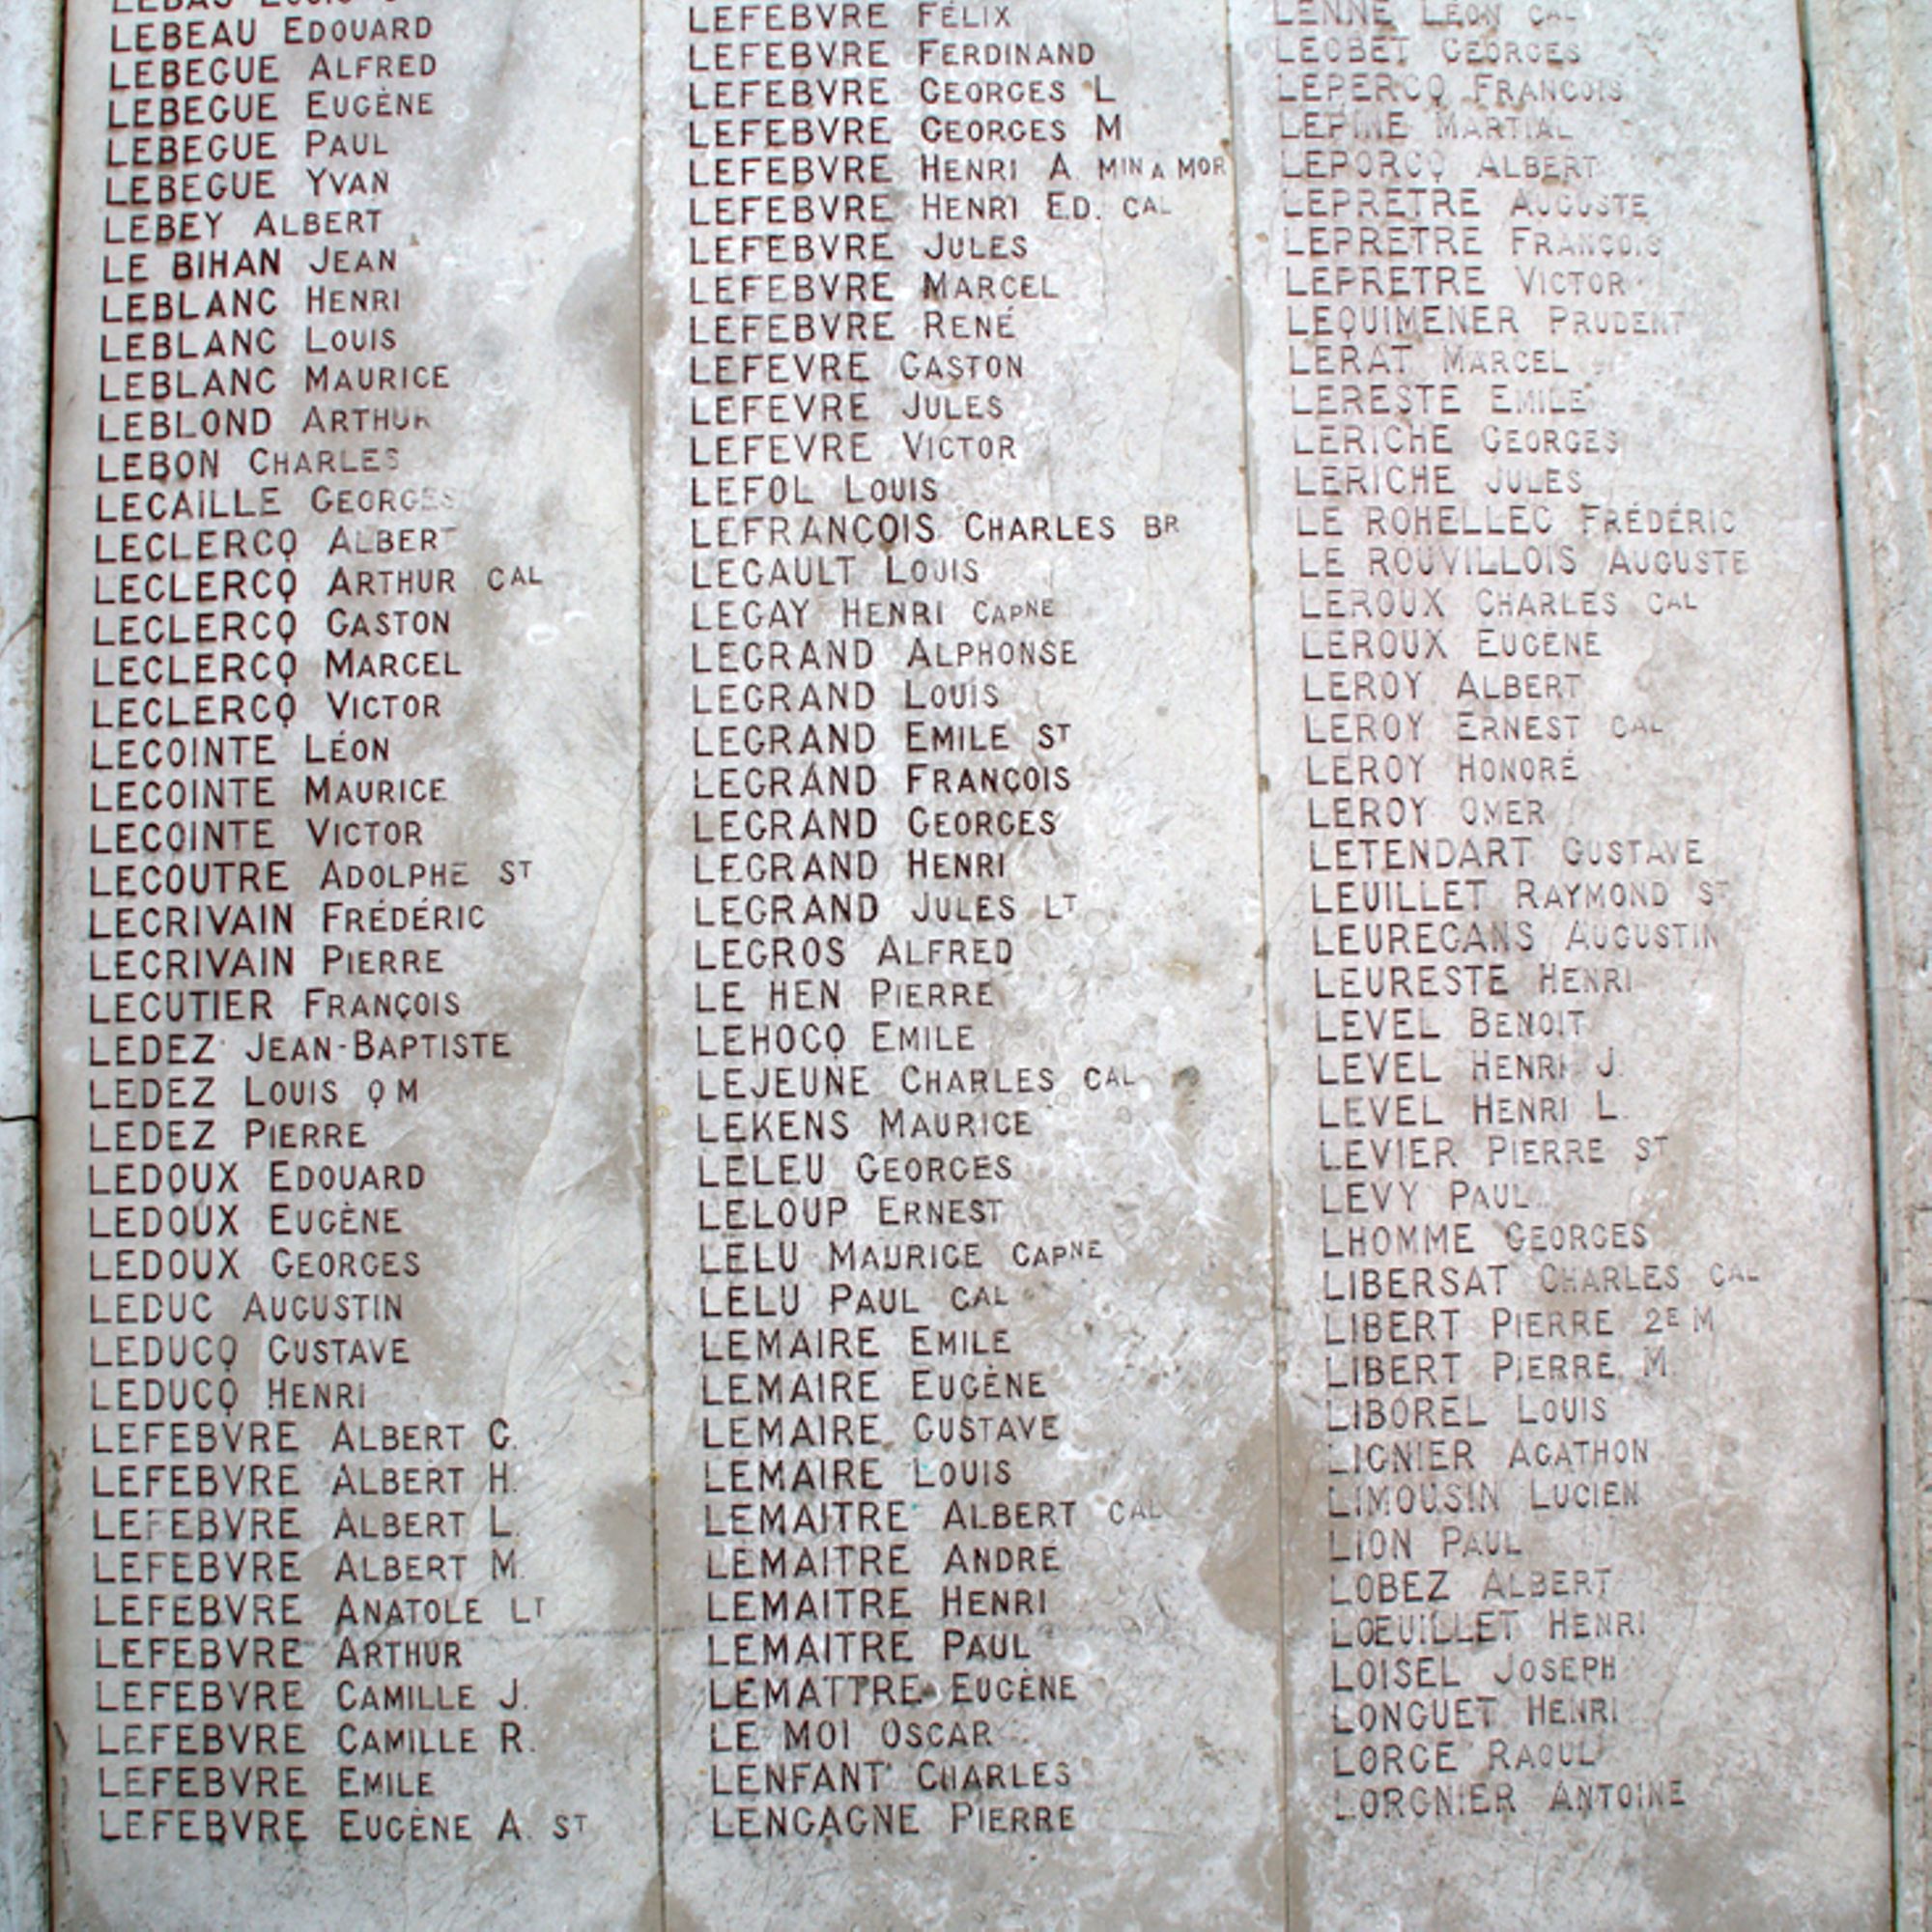 LEBAS LOUIS
LEBEAU EDOUARD
LEBEGUE ALFRED
LEBEGUE EUGÈNE
LEBEGUE PAUL
LEBEGUE YVAN
LEBEY ALBERT
LE BIHAN JEAN
LEBLANC HENRI
LEBLANC LOUIS
LEBLANC MAURICE
LEBLOND ARTHUR
LEBON CHARLES
LECAILLE GEORGES
LECLERCQ ALBERT
LECLERCQ ARTHUR CAL
LECLERCQ GASTON
LECLERCQ MARCEL
LECLERCQ VICTOR
LECOINTE LÉON
LECOINTE MAURICE
LECOINTE VICTOR
LECOUTRE ADOLPHE ST
LECRIVAIN FRÉDÉRIC
LECRIVAIN PIERRE
LECUTIER FRANÇOIS
LEDEZ JEAN-BAPTISTE
LEDEZ LOUIS QM
LEDEZ PIERRE
LEDOUX EDOUARD
LEDOUX EUGÈNE
LEDOUX GEORGES
LEDUC AUGUSTIN
LEDUCQ GUSTAVE
LEDUCQ HENRI
LEFEBVRE ALBERT G.
LEFEBVRE ALBERT H.
LEFEBVRE ALBERT L.
LEFEBVRE ALBERT M.
LEFEBVRE ANATOLE LT
LEFEBVRE ARTHUR
LEFEBVRE CAMILLE J.
LEFEBVRE CAMILLE R.
LEFEBVRE EMILE
LEFEBVRE EUGÈNE A. ST
LEFEBVRE FÉLIX
LEFEBVRE FERDINAND
LEFEBVRE GEORGES L
LEFEBVRE GEORGES M
LEFEBVRE HENRI A. MIN A MOR
LEFEBVRE HENRI ED. CAL
LEFEBVRE JULES
LEFEBVRE MARCEL
LEFEBVRE RENÉ
LEFEVRE GASTON
LEFEVRE JULES
LEFEVRE VICTOR
LEFOL LOUIS
LEFRANÇOIS CHARLES BR
LEGAULT LOUIS
LEGAY HENRI CAPNE
LEGRAND ALPHONSE
LEGRAND LOUIS
LEGRAND EMILE ST
LEGRAND FRANÇOIS
LEGRAND GEORGES
LEGRAND HENRI
LEGRAND JULES LT
LEGROS ALFRED
LE HEN PIERRE
LEHOCQ EMILE
LEJEUNE CHARLES CAL
LEKENS MAURICE
LELEU GEORGES
LELOUP ERNEST
LELU MAURICE CAPNE
LELU PAUL CAL
LEMAIRE EMILE
LEMAIRE EUGÈNE
LEMAIRE GUSTAVE
LEMAIRE LOUIS
LEMAITRE ALBERT CAL
LEMAITRE ANDRÉ
LEMAITRE HENRI
LEMAITRE PAUL
LEMATTRE EUGÈNE
LE MOI OSCAR
LENFANT CHARLES
LENGAGNE PIERRE
LENNE LÉON CAL
LEOBET GEORGES
LEPERCQ FRANÇOIS
LEPINE MARTIAL
LEPORCQ ALBERT
LEPRETRE AUGUSTE
LEPRETRE FRANÇOIS
LEPRETRE VICTOR
LEQUIMENER PRUDENT
LERAT MARCEL
LERESTE EMILE
LERICHE GEORGES
LERICHE JULES
LE ROHELLEC FRÉDÉRIC
LE ROUVILLOIS AUGUSTE
LEROUX CHARLES CAL
LEROUX EUGENE
LEROY ALBERT
LEROY ERNEST CAL
LEROY HONORÉ
LEROY OMER
LETENDART GUSTAVE
LEUILLET RAYMOND ST
LEUREGANS AUGUSTIN
LEURESTE HENRI
LEVEL BENOIT
LEVEL HENRI J.
LEVEL HENRI L.
LEVIER PIERRE ST
LEVY PAUL
LHOMME GEORGES
LIBERSAT CHARLES CAL
LIBERT PIERRE 2E M
LIBERT PIERRE. M
LIBOREL LOUIS
LIGNIER AGATHON
LIMOUSIN LUCIEN
LION PAUL
LOBEZ ALBERT
LŒUILLET HENRI
LOISEL JOSEPH
LONGUET HENRI
LORGE RAOUL
LORGNIER ANTOINE